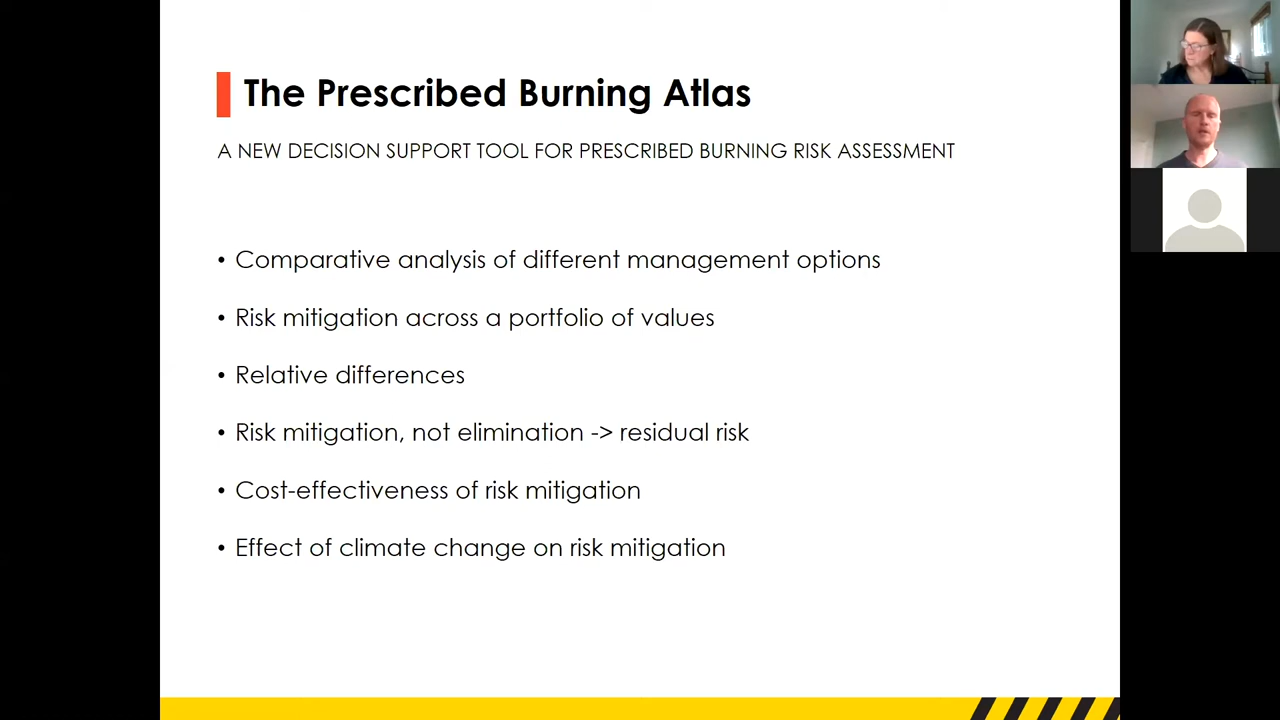 The Prescribed Burning Atlas
A NEW DECISION SUPPORT TOOL FOR PRESCRIBED BURNING RISK ASSESSMENT
• Comparative analysis of different management options
• Risk mitigation across a portfolio of values
• Relative differences
• Risk mitigation, not elimination -> residual risk
• Cost-effectiveness of risk mitigation
• Effect of climate change on risk mitigation